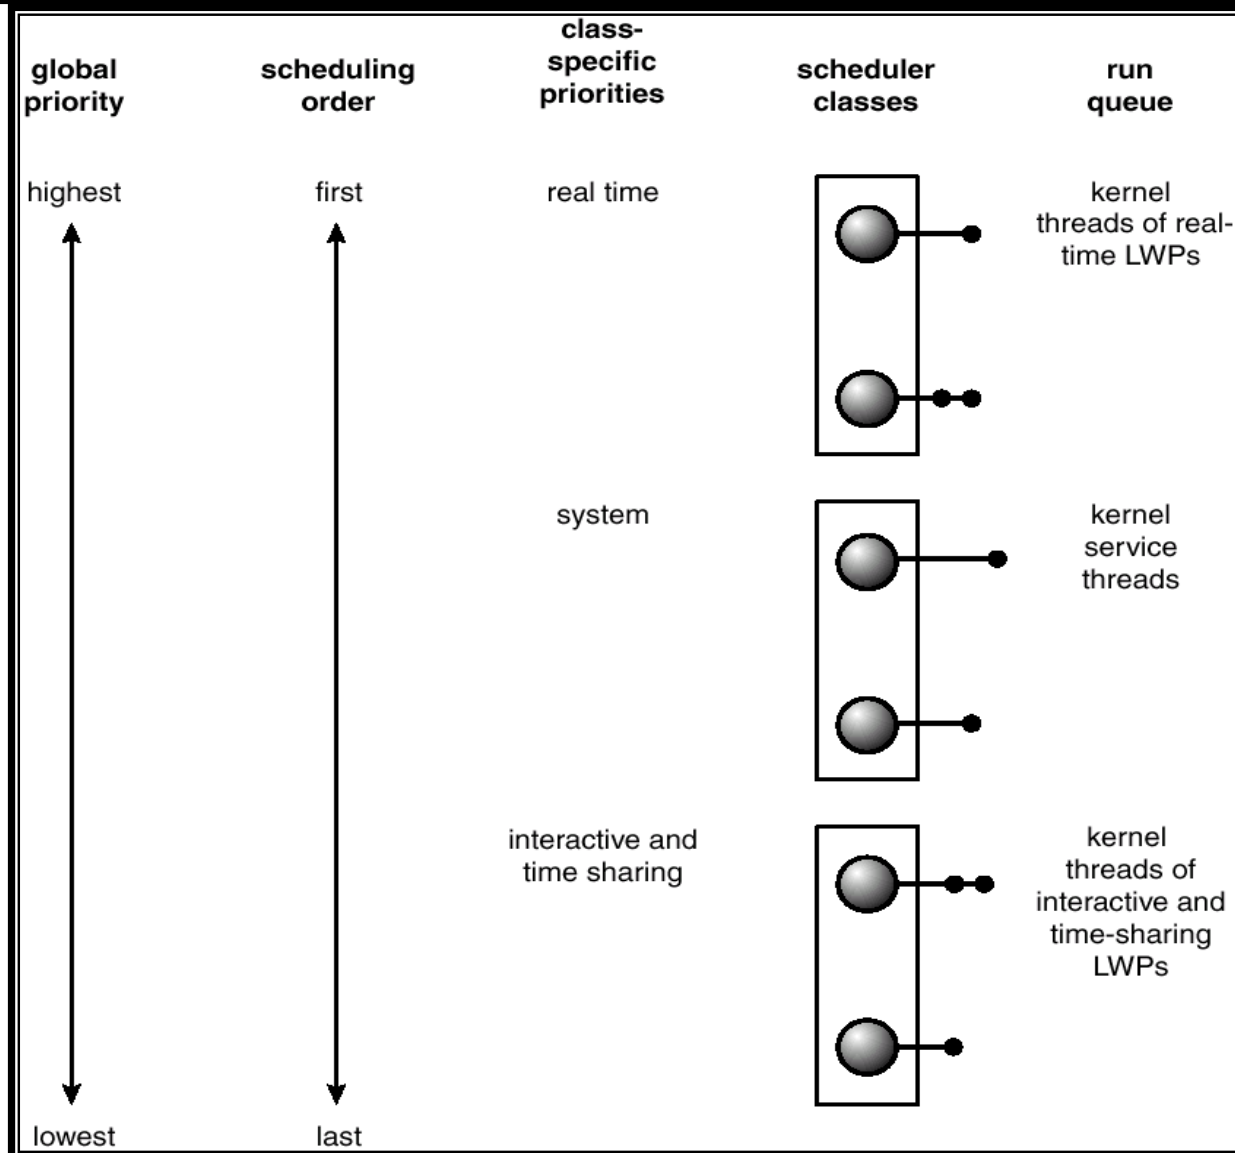 global
priority
scheduling
order
class-
specific
priorities
scheduler
classes
run
queue
highest
first
real time
kernel
threads of real-
time LWPs
system
kernel
service
threads
interactive and
time sharing
kernel
threads of
interactive and
time-sharing
LWPs
lowest
last